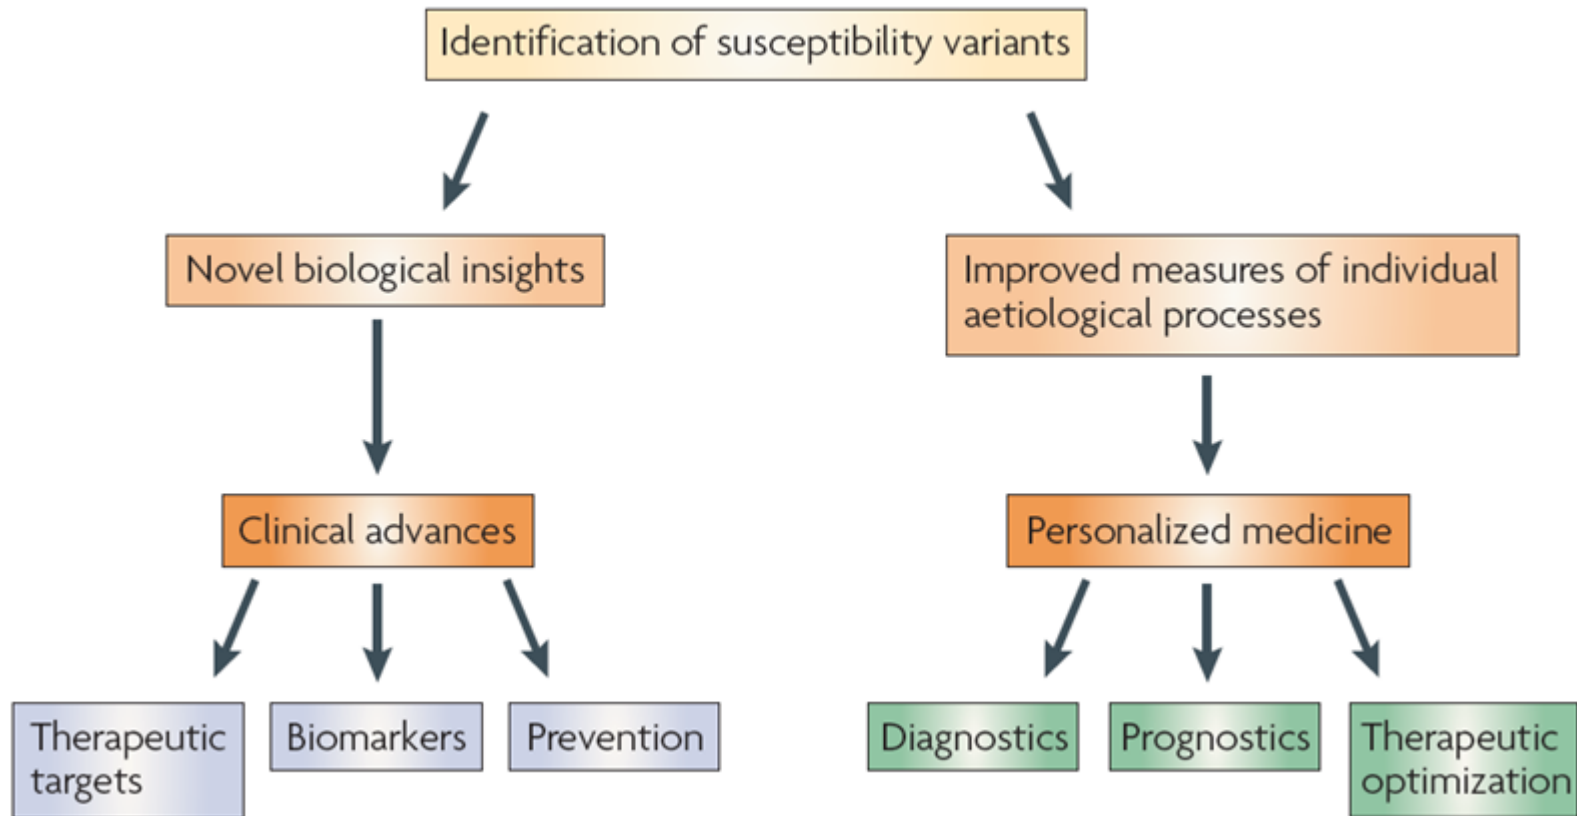 Identification of susceptibility variants
Novel biological insights
Improved measures of individual
aetiological processes
Clinical advances
Personalized medicine
Therapeutic
targets
Biomarkers
Prevention
Diagnostics
Prognostics
Therapeutic
optimization